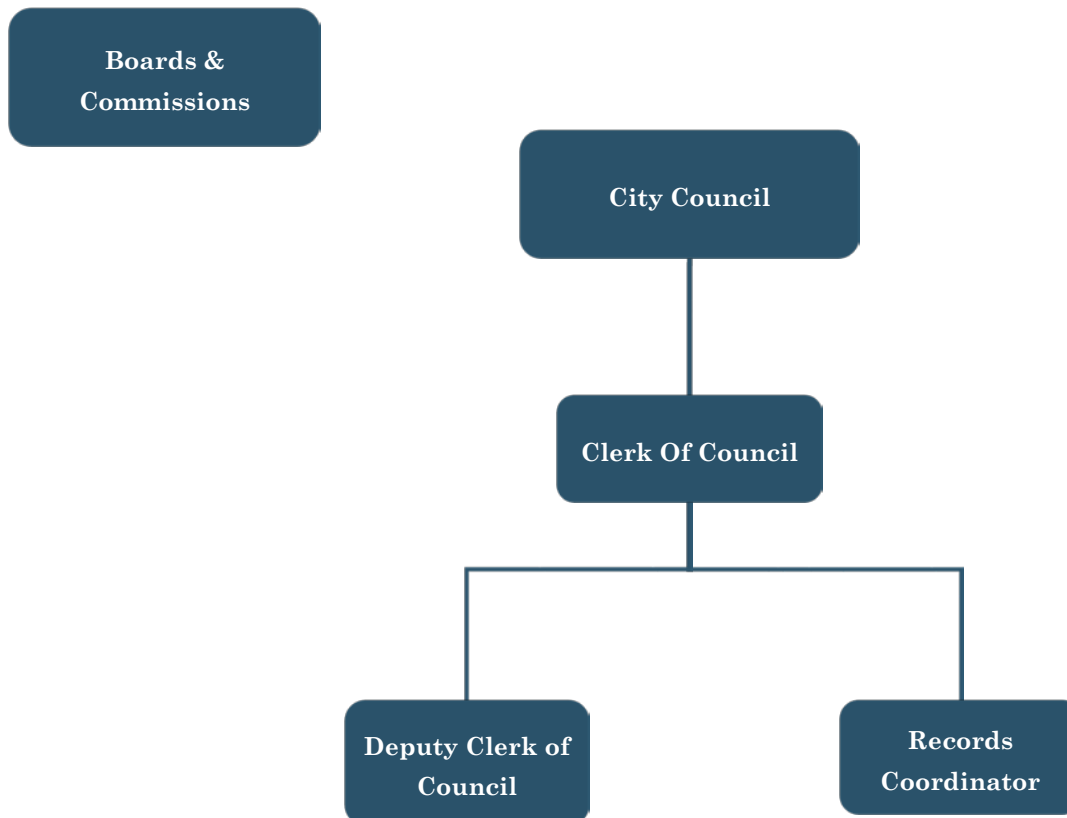 Boards &
Commissions
City Council
Clerk Of Council
Deputy Clerk of
Council
Records
Coordinator